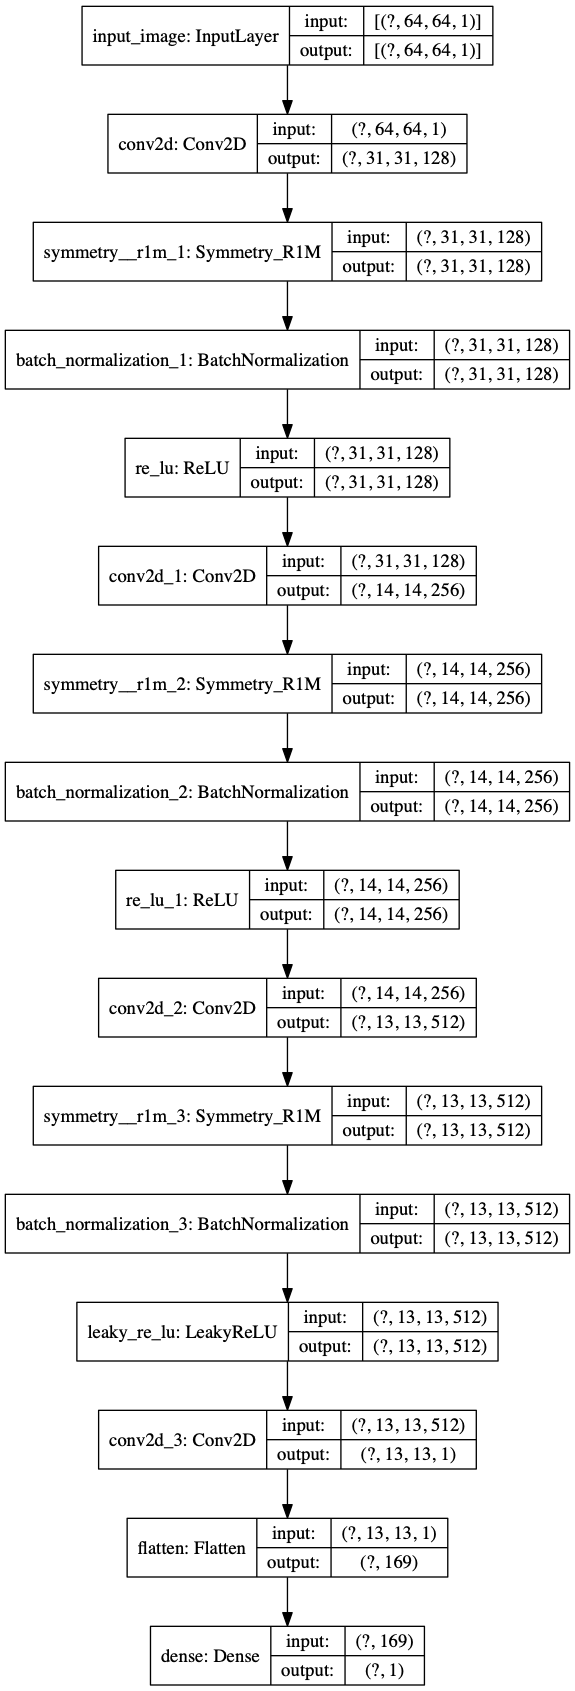 input_image: InputLayer
input: [(?, 64, 64, 1)]
output: [(?, 64, 64, 1)]
conv2d: Conv2D
input: (?, 64, 64, 1)
output: (?, 31, 31, 128)
symmetry__r1m_1: Symmetry_R1M
input: (?, 31, 31, 128)
output: (?, 31, 31, 128)
batch_normalization_1: BatchNormalization
input: (?, 31, 31, 128)
output: (?, 31, 31, 128)
re_lu: ReLU
input: (?, 31, 31, 128)
output: (?, 31, 31, 128)
conv2d_1: Conv2D
input: (?, 31, 31, 128)
output: (?, 14, 14, 256)
symmetry__r1m_2: Symmetry_R1M
input: (?, 14, 14, 256)
output: (?, 14, 14, 256)
batch_normalization_2: BatchNormalization
input: (?, 14, 14, 256)
output: (?, 14, 14, 256)
re_lu_1: ReLU
input: (?, 14, 14, 256)
output: (?, 14, 14, 256)
conv2d_2: Conv2D
input: (?, 14, 14, 256)
output: (?, 13, 13, 512)
symmetry__r1m_3: Symmetry_R1M
input: (?, 13, 13, 512)
output: (?, 13, 13, 512)
batch_normalization_3: BatchNormalization
input: (?, 13, 13, 512)
output: (?, 13, 13, 512)
leaky_re_lu: LeakyReLU
input: (?, 13, 13, 512)
output: (?, 13, 13, 512)
conv2d_3: Conv2D
input: (?, 13, 13, 512)
output: (?, 13, 13, 1)
flatten: Flatten
input: (?, 13, 13, 1)
output: (?, 169)
dense: Dense
input: (?, 169)
output: (?, 1)